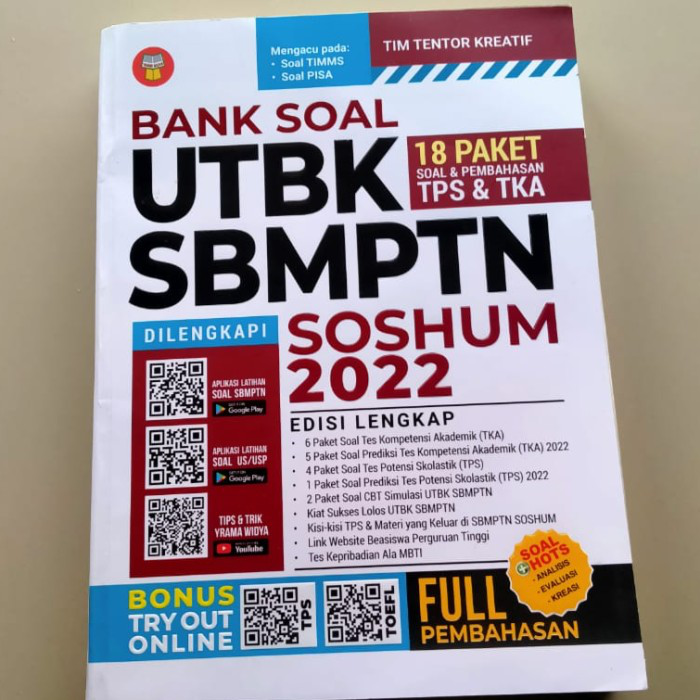 Mengacu pada:
• Soal TIMMS
• Soal PISA
TIM TENTOR KREATIF
BANK SOAL
UTBK
18 PAKET
SOAL & PEMBAHASAN
TPS & TKA
SBMPTN
SOSHUM
2022
DILENGKAPI
APLIKASI LATIHAN
SOAL SBMPTN
GET IT ON
Google Play
APLIKASI LATIHAN
SOAL US/USP
GET IT ON
Google Play
TIPS & TRIK
YRAMA WIDYA
YouTube
EDISI LENGKAP
• 6 Paket Soal Tes Kompetensi Akademik (TKA)
• 5 Paket Soal Prediksi Tes Kompetensi Akademik (TKA) 2022
• 4 Paket Soal Tes Potensi Skolastik (TPS)
• 1 Paket Soal Prediksi Tes Potensi Skolastik (TPS) 2022
• 2 Paket Soal CBT Simulasi UTBK SBMPTN
• Kiat Sukses Lolos UTBK SBMPTN
• Kisi-kisi TPS & Materi yang Keluar di SBMPTN SOSHUM
• Link Website Beasiswa Perguruan Tinggi
• Tes Kepribadian Ala MBTI
SOAL
+HOTS
- ANALISIS
- EVALUASI
- KREASI
BONUS
TRY OUT
ONLINE
TPS
TOEFL
FULL
PEMBAHASAN